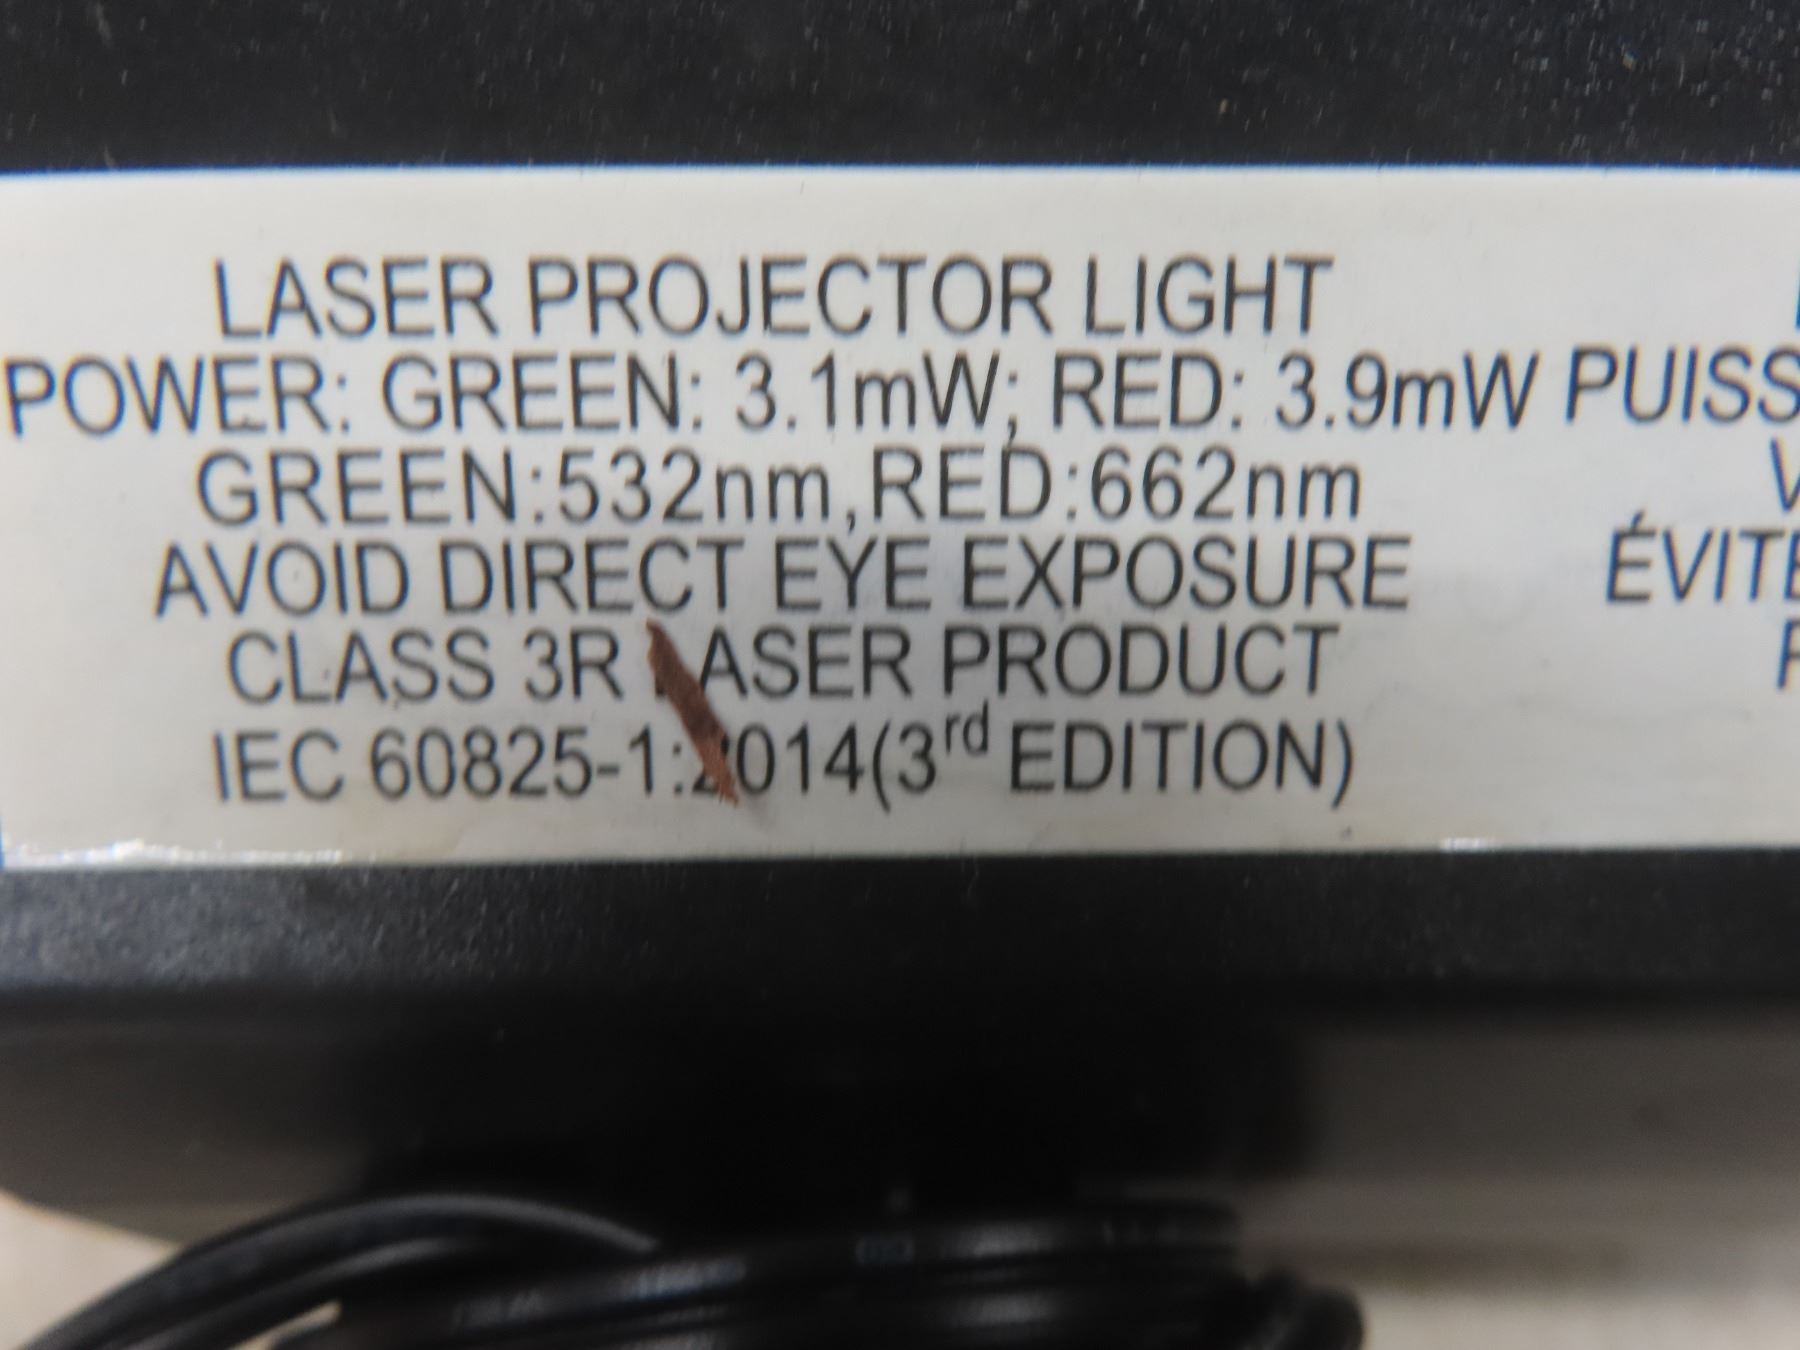 LASER PROJECTOR LIGHT
POWER: GREEN: 3.1mW; RED: 3.9mW
GREEN:532nm,RED:662nm
AVOID DIRECT EYE EXPOSURE
CLASS 3R LASER PRODUCT
IEC 60825-1:2014(3rd EDITION)
PUISS
V
ÉVITE